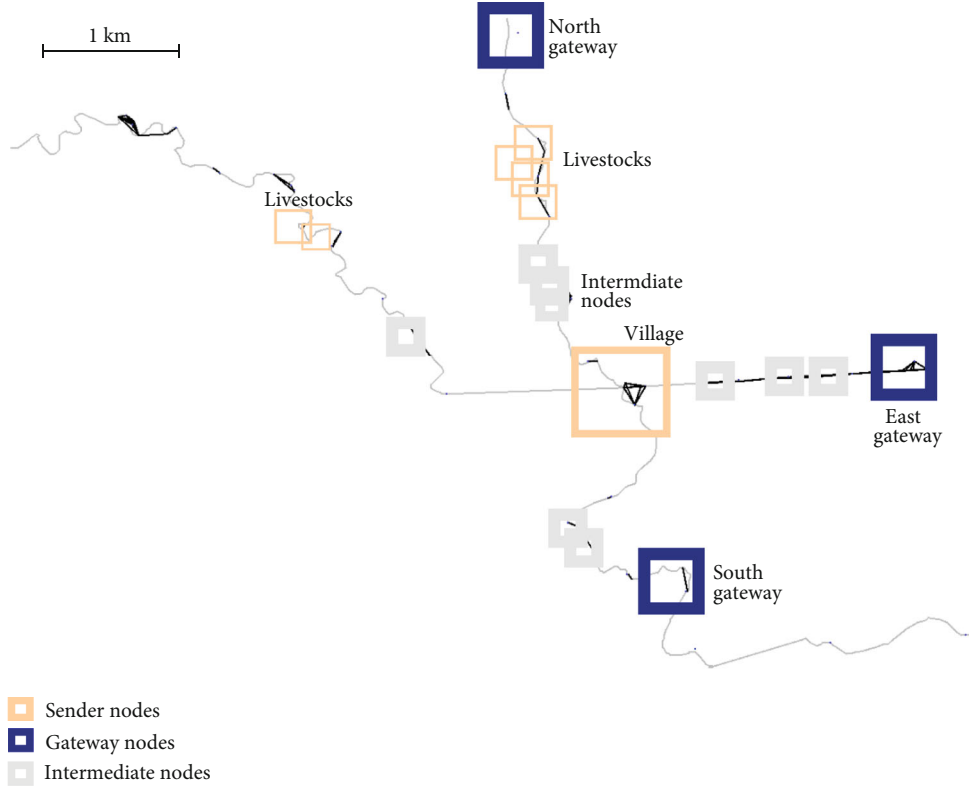 1 km
North
gateway
Livestocks
Livestocks
Intermdiate
nodes
Village
East
gateway
South
gateway
Sender nodes
Gateway nodes
Intermediate nodes